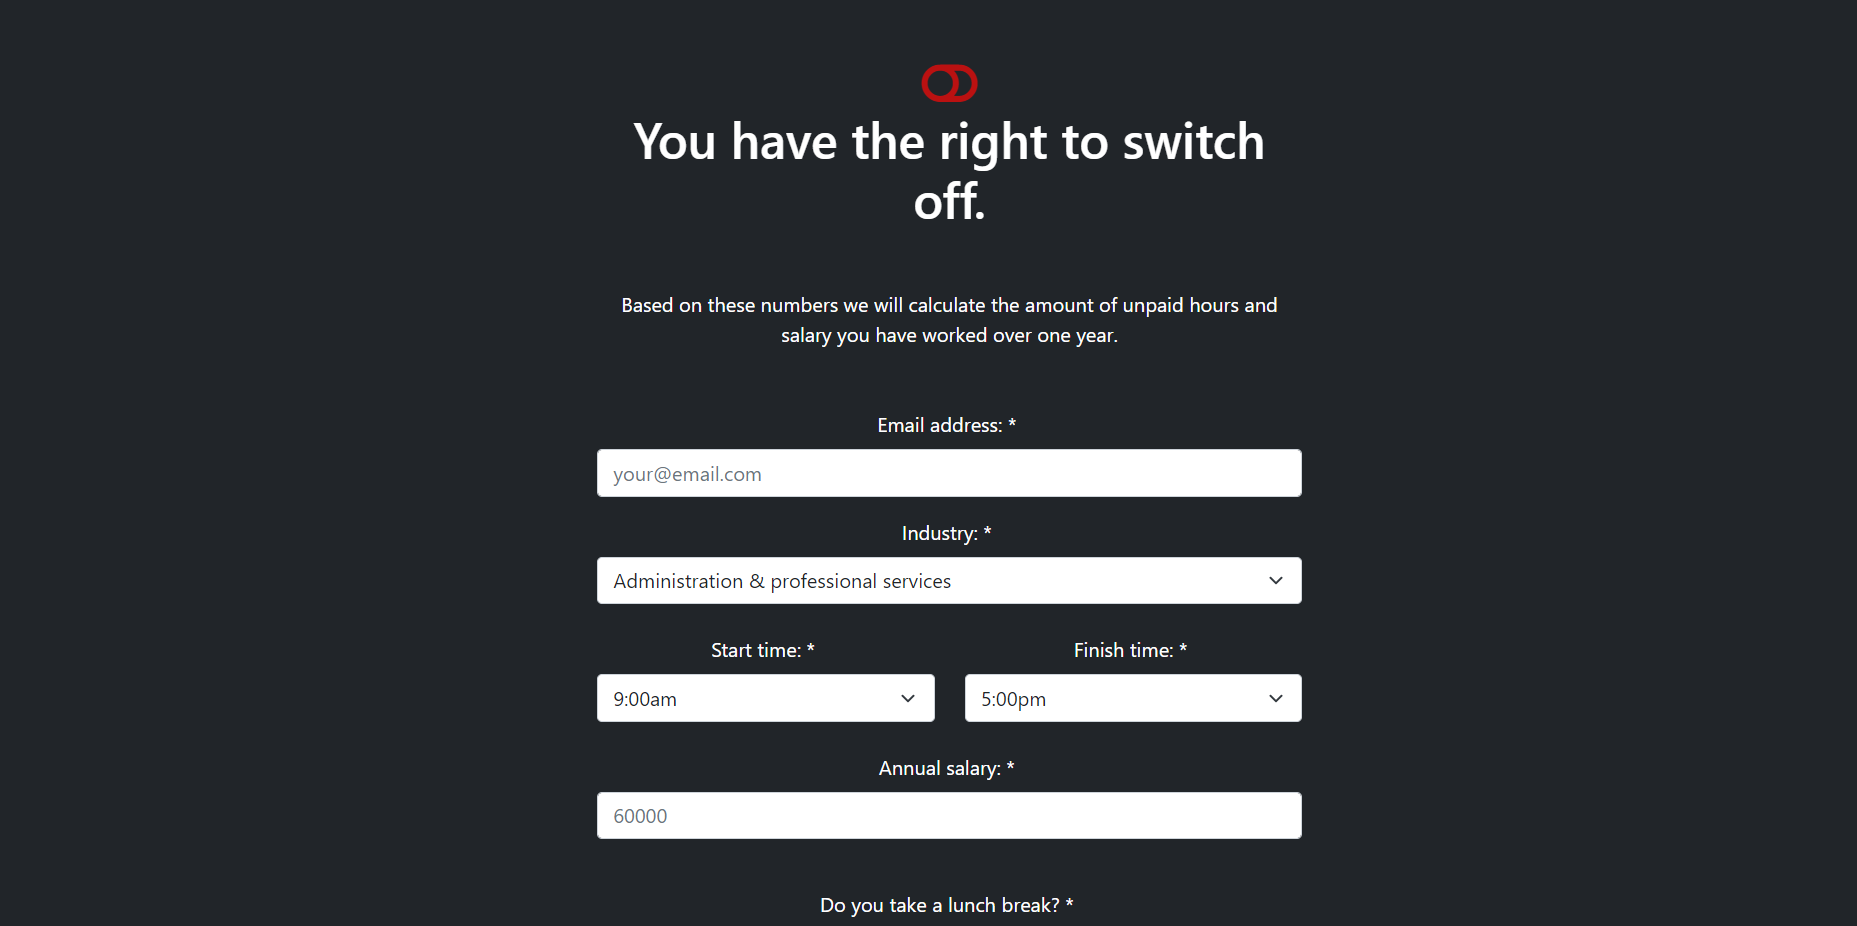 You have the right to switch
off.
Based on these numbers we will calculate the amount of unpaid hours and
salary you have worked over one year.
Email address: *
your@email.com
Industry: *
Administration & professional services
Start time: *
Finish time: *
9:00am
5:00pm
Annual salary: *
60000
Do you take a lunch break? *